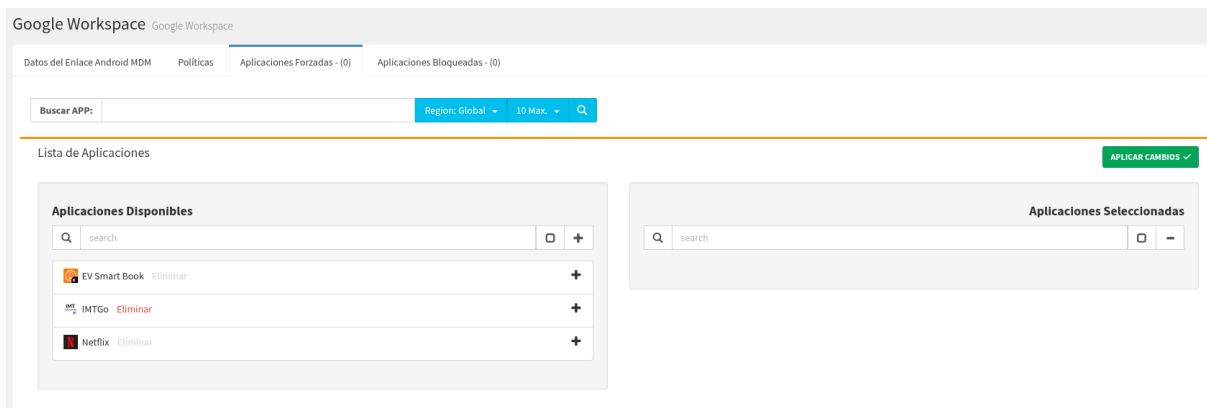 Google Workspace Google Workspace
Datos del Enlace Android MDM Políticas Aplicaciones Forzadas - (0) Aplicaciones Bloqueadas - (0)
Buscar APP: Region: Global 10 Max.
Lista de Aplicaciones
APLICAR CAMBIOS
Aplicaciones Disponibles
search
EV Smart Book Eliminar
IMTGo Eliminar
Netflix Eliminar
Aplicaciones Seleccionadas
search